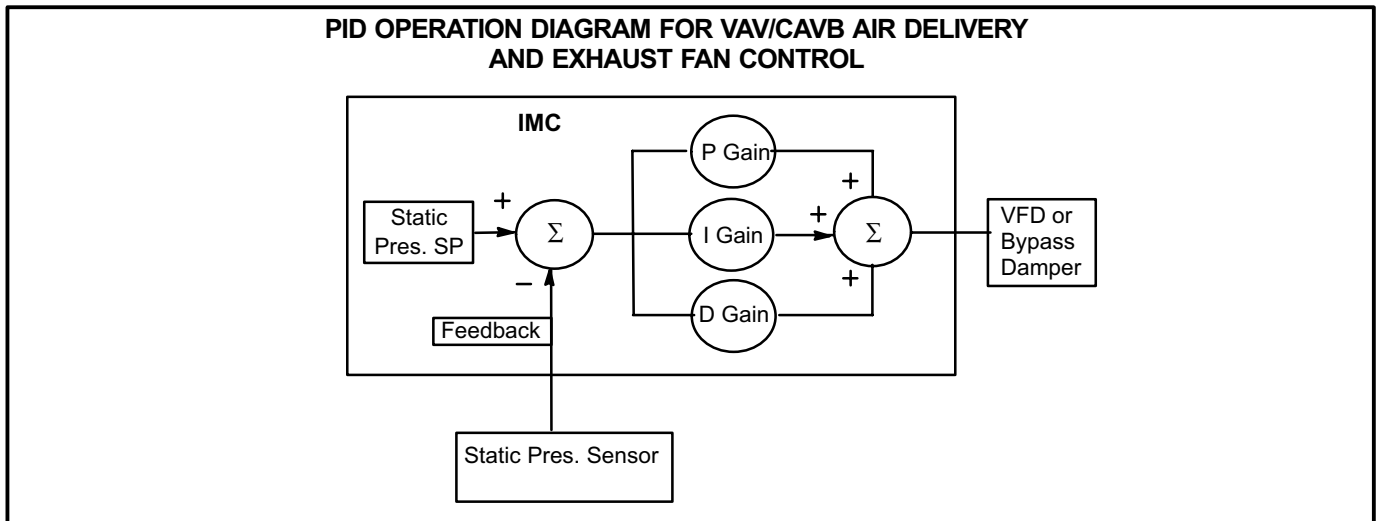 PID OPERATION DIAGRAM FOR VAV/CAVB AIR DELIVERY
AND EXHAUST FAN CONTROL
IMC
P Gain
+
+
+
Static
Pres. SP
Σ
I Gain
Σ
VFD or
Bypass
Damper
−
+
D Gain
Feedback
Static Pres. Sensor